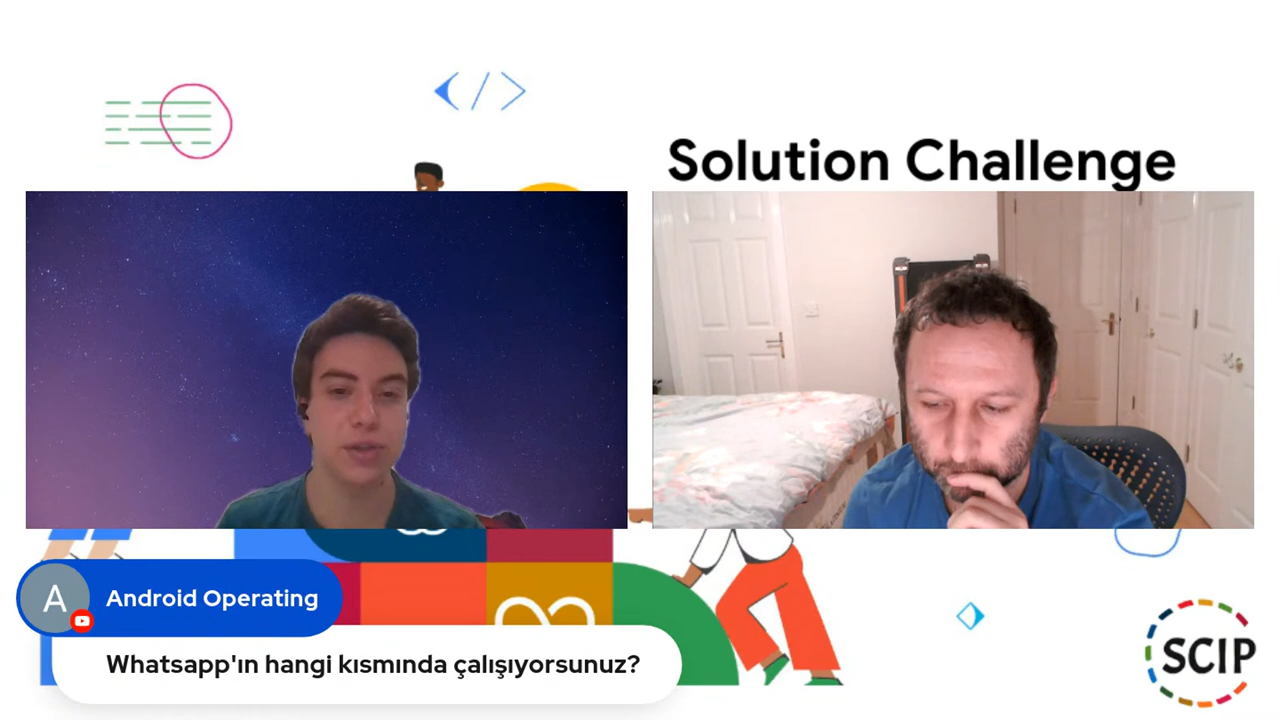 Solution Challenge
A
Android Operating
Whatsapp'ın hangi kısmında çalışıyorsunuz?
SCIP